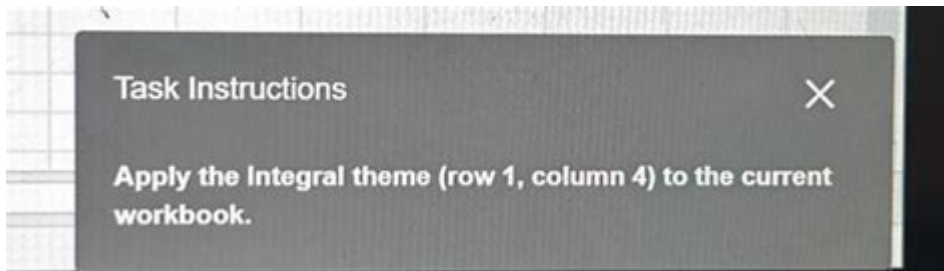 Task Instructions
Apply the Integral theme (row 1, column 4) to the current
workbook.